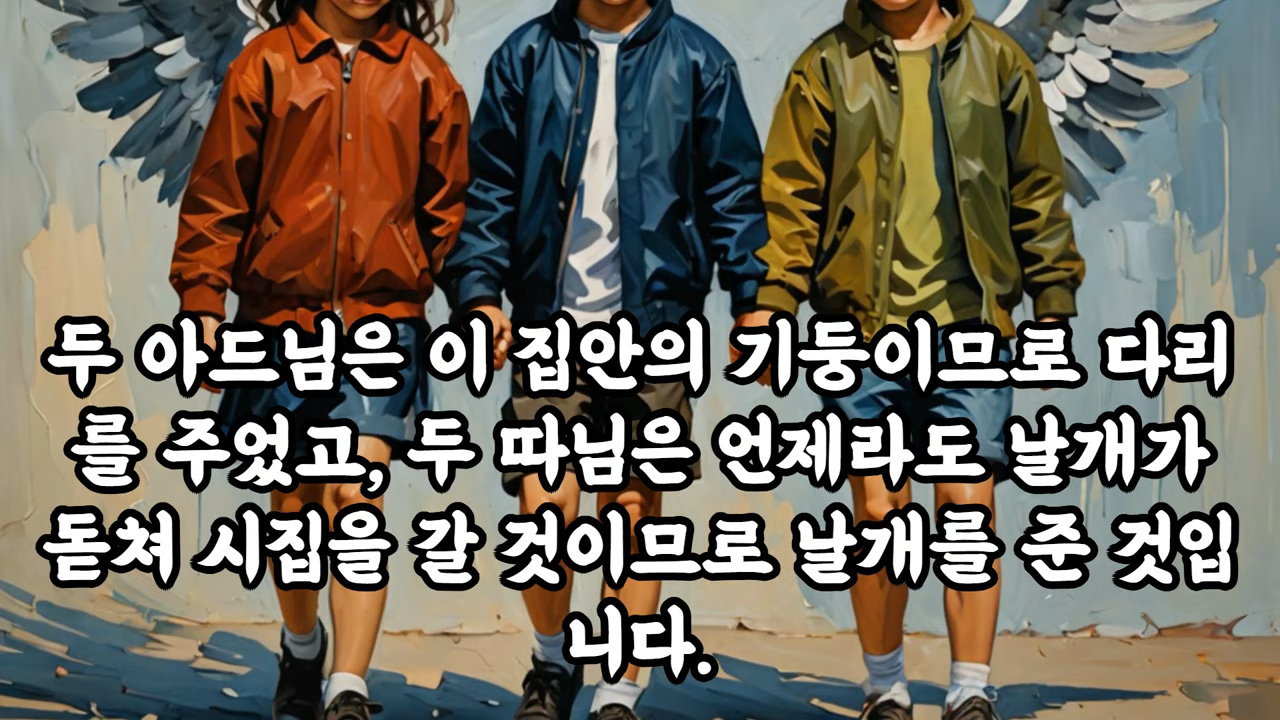 두 아드님은 이 집안의 기둥이므로 다리
를 주었고, 두 따님은 언제라도 날개가
돋쳐 시집을 갈 것이므로 날개를 준 것입
니다.